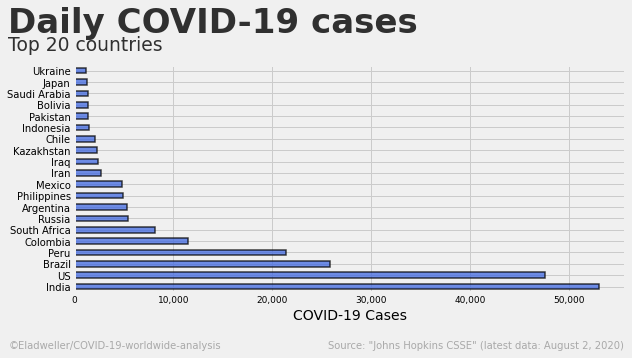 Daily COVID-19 cases
Top 20 countries
Ukraine
Japan
Saudi Arabia
Bolivia
Pakistan
Indonesia
Chile
Kazakhstan
Iraq
Iran
Mexico
Philippines
Argentina
Russia
South Africa
Colombia
Peru
Brazil
US
India
0 10,000 20,000 30,000 40,000 50,000
COVID-19 Cases
©Eladweller/COVID-19-worldwide-analysis
Source: "Johns Hopkins CSSE" (latest data: August 2, 2020)